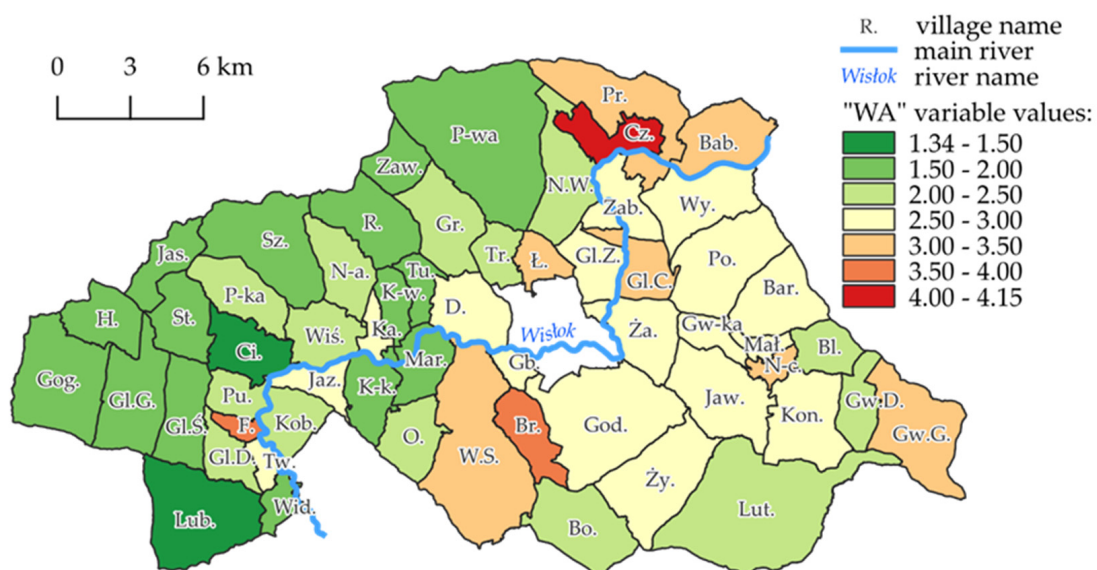 0 3 6 km
R. village name
main river
Wisłok river name
"WA" variable values:
1.34 - 1.50
1.50 - 2.00
2.00 - 2.50
2.50 - 3.00
3.00 - 3.50
3.50 - 4.00
4.00 - 4.15
Pr.
Cz.
Bab.
P-wa
Zaw.
N.W.
Żab.
Wy.
R.
Gr.
Sz.
Jas.
Tr.
Ł.
Gl.Z.
Gl.C.
Po.
N-a.
Tu.
K-w.
P-ka
Bar.
H.
St.
D.
Wiś.
Ka.
Wisłok
Ża.
Gw-ka
Mał.
Bl.
Ci.
Mar.
Gb.
N-c.
Gog.
Gl.G.
Pu.
Jaz.
K-k.
Jaw.
Gw.D.
Gl.Ś.
F.
Kob.
Br.
God.
Kon.
Gw.G.
O.
Gl.D.
Tw.
W.S.
Ży.
Lub.
Wid.
Bo.
Lut.